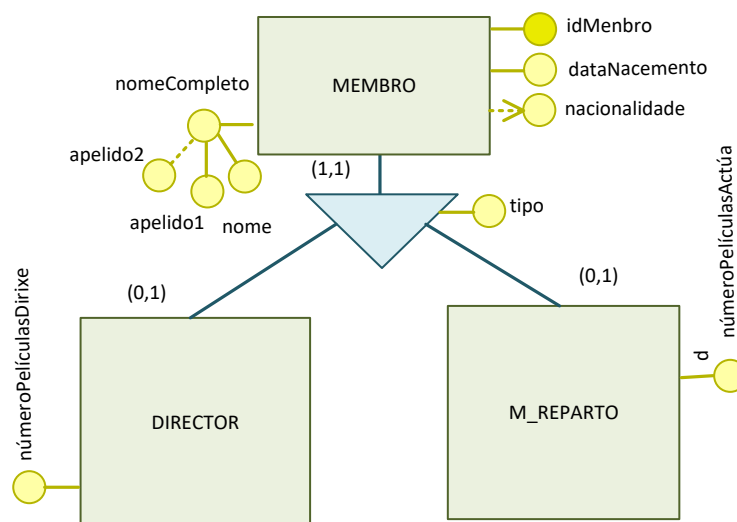 idMenbro
nomeCompleto
MEMBRO
dataNacemento
nacionalidade
apelido2
(1,1)
apelido1
nome
tipo
(0,1)
(0,1)
númeroPelículasDirixe
númeroPelículasActúa
d
DIRECTOR
M_REPARTO